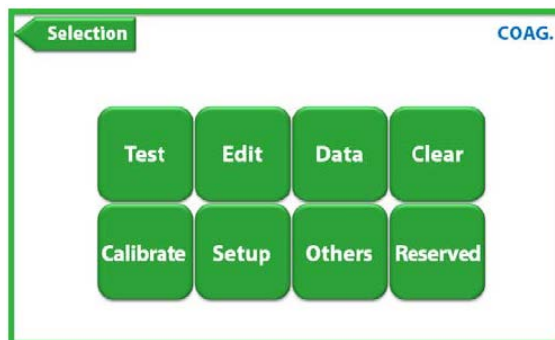 Selection
COAG.
Test Edit Data Clear
Calibrate Setup Others Reserved